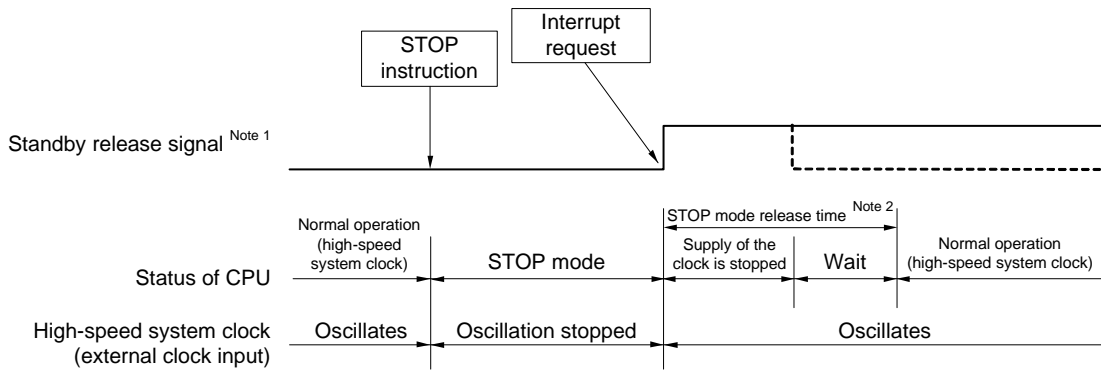 STOP
instruction
Interrupt
request
Standby release signal Note 1
Normal operation
(high-speed
system clock)
Status of CPU
STOP mode
STOP mode release time Note 2
Supply of the
clock is stopped
Wait
Normal operation
(high-speed system clock)
High-speed system clock
(external clock input)
Oscillates
Oscillation stopped
Oscillates